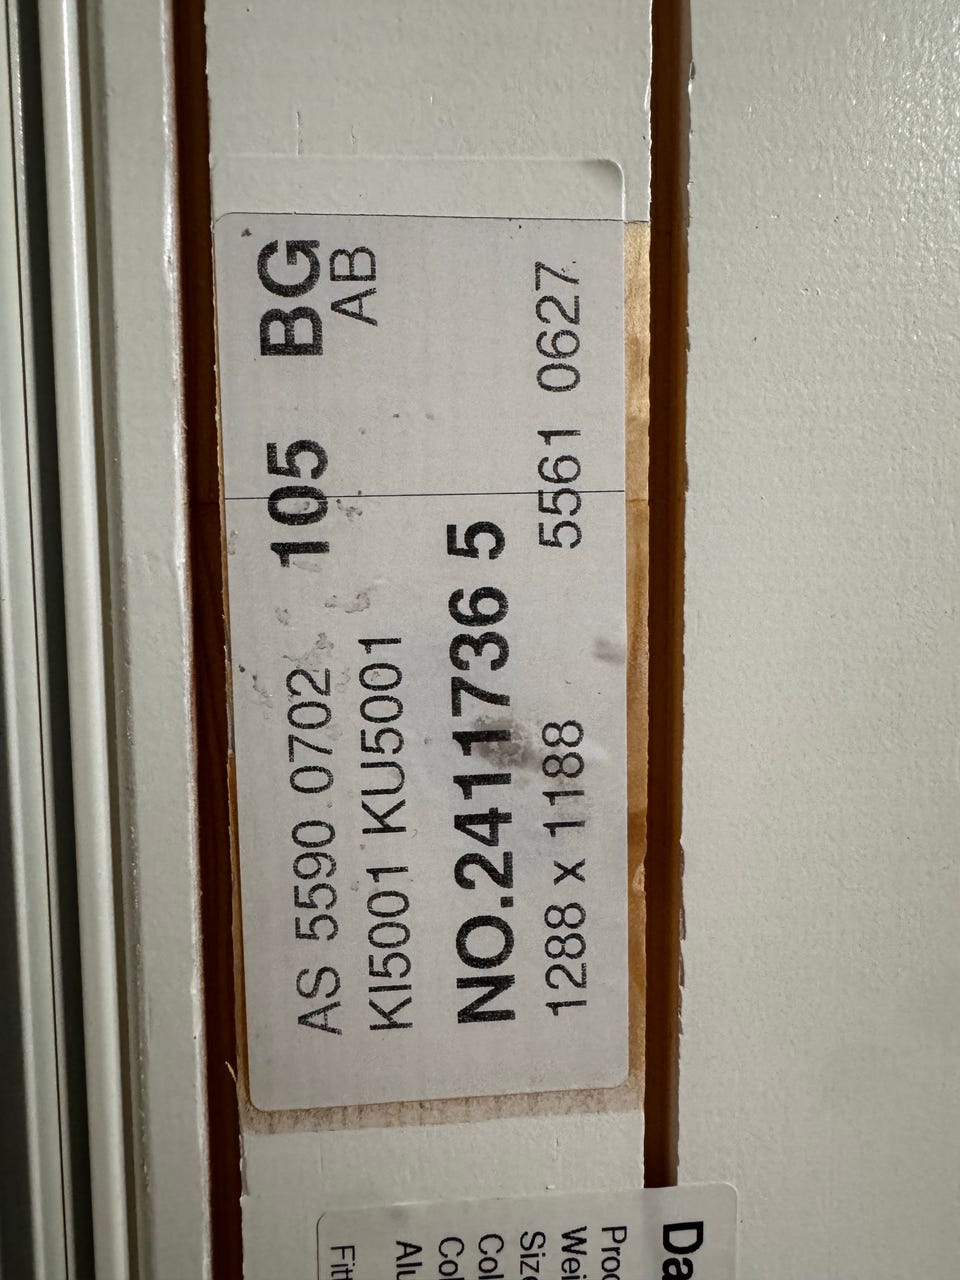 AS 5590 0702 105 BG
KI5001 KU5001 AB
NO.2411736 5
1288 x 1188 5561 0627